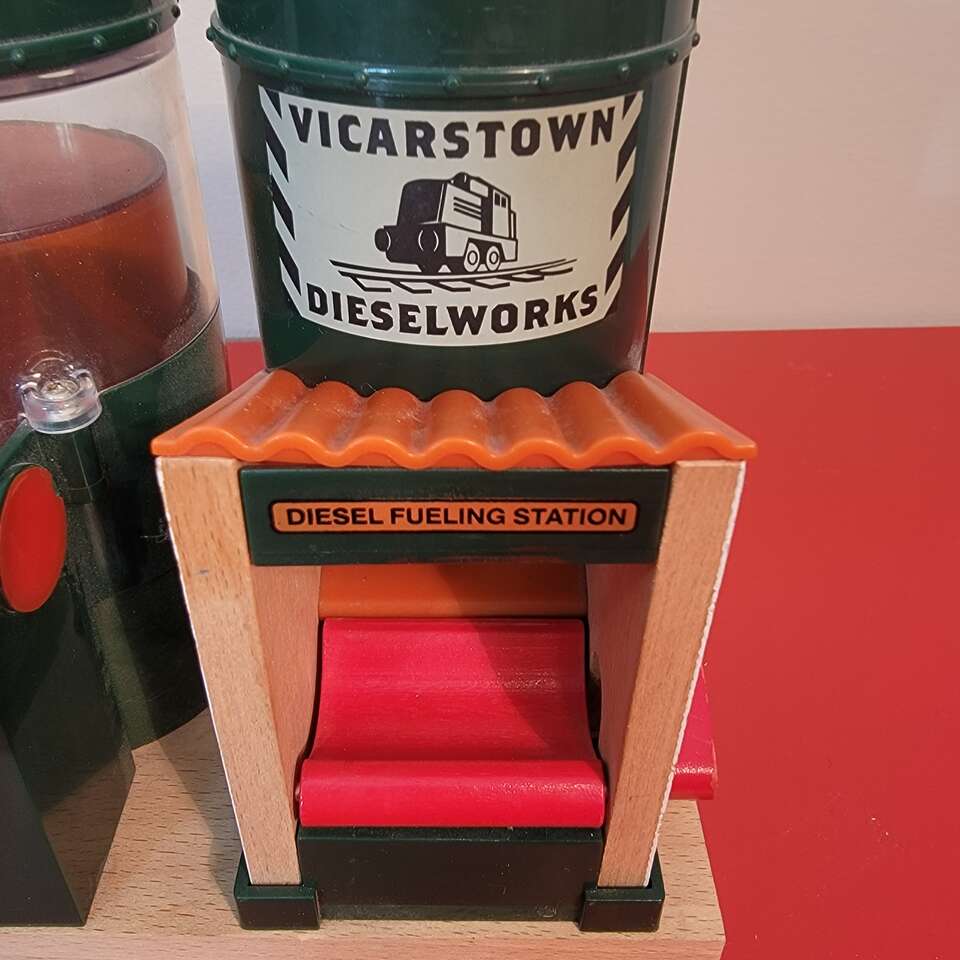 VICARSTOWN
DIESELWORKS
DIESEL FUELING STATION